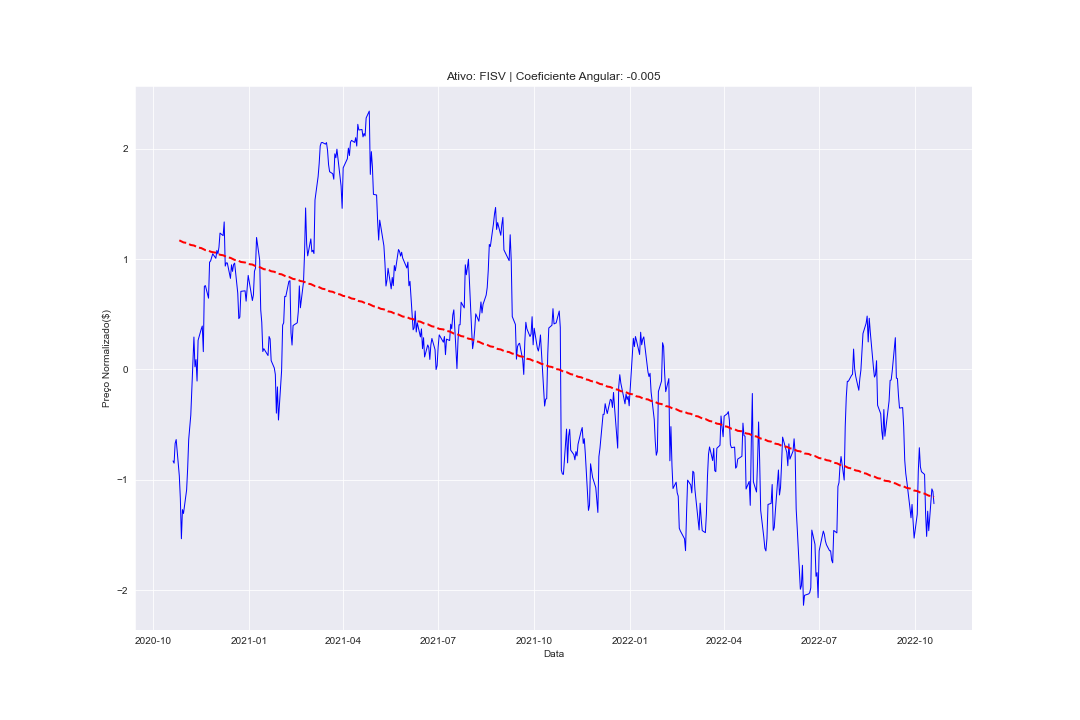 Ativo: FISV | Coeficiente Angular: -0.005
Preço Normalizado($)
2
1
0
−1
−2
2020-10 2021-01 2021-04 2021-07 2021-10 2022-01 2022-04 2022-07 2022-10
Data